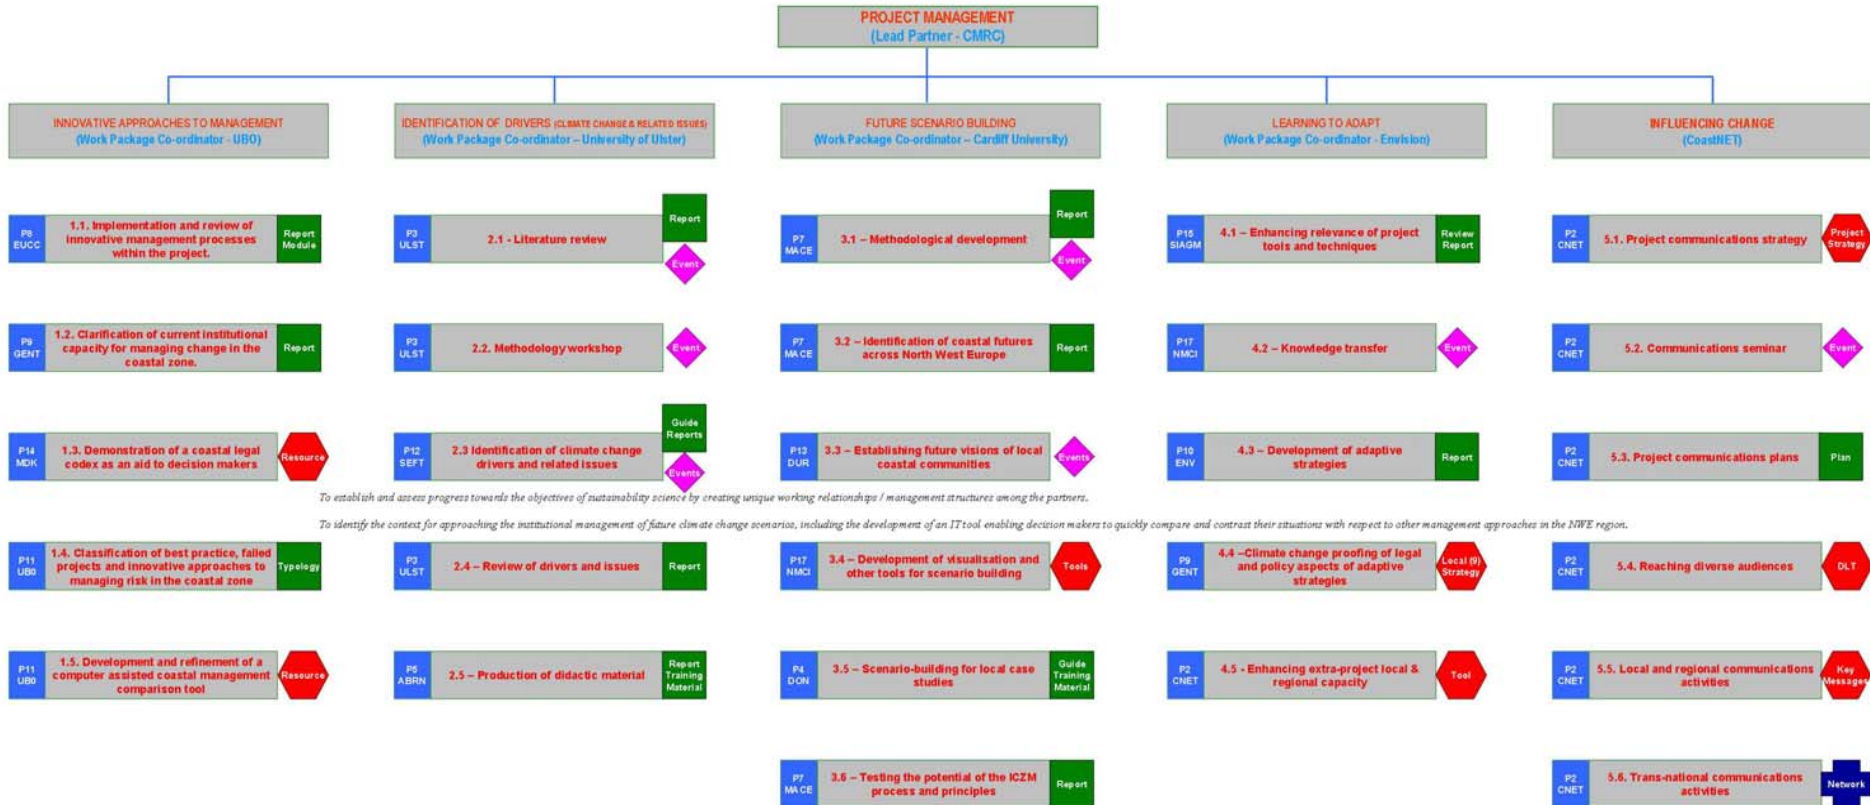 PROJECT MANAGEMENT
(Lead Partner - CMRC)
INNOVATIVE APPROACHES TO MANAGEMENT
(Work Package Co-ordinator - UBO)
IDENTIFICATION OF DRIVERS (CLIMATE CHANGE & RELATED ISSUES)
(Work Package Co-ordinator – University of Ulster)
FUTURE SCENARIO BUILDING
(Work Package Co-ordinator – Cardiff University)
LEARNING TO ADAPT
(Work Package Co-ordinator - Envision)
INFLUENCING CHANGE
(CoastNET)
P8
EUCC
1.1. Implementation and review of
innovative management processes
within the project.
Report
Module
P3
ULST
2.1 - Literature review
Report
Event
P7
MACE
3.1 – Methodological development
Report
Event
P15
SIAGM
4.1 – Enhancing relevance of project
tools and techniques
Review
Report
P2
CNET
5.1. Project communications strategy
Project
Strategy
P9
GENT
1.2. Clarification of current institutional
capacity for managing change in the
coastal zone.
Report
P3
ULST
2.2. Methodology workshop
Event
P7
MACE
3.2 – Identification of coastal futures
across North West Europe
Report
P17
NMCI
4.2 – Knowledge transfer
Event
P2
CNET
5.2. Communications seminar
Event
P14
MDK
1.3. Demonstration of a coastal legal
codex as an aid to decision makers
Resource
P12
SEFT
2.3 Identification of climate change
drivers and related issues
Guide
Reports
Events
P13
DUR
3.3 – Establishing future visions of local
coastal communities
Events
P10
ENV
4.3 – Development of adaptive
strategies
Report
P2
CNET
5.3. Project communications plans
Plan
To establish and assess progress towards the objectives of sustainability science by creating unique working relationships / management structures among the partners.
To identify the context for approaching the institutional management of future climate change scenarios, including the development of an IT tool enabling decision makers to quickly compare and contrast their situations with respect to other management approaches in the NWE region.
P11
UB0
1.4. Classification of best practice, failed
projects and innovative approaches to
managing risk in the coastal zone
Typology
P3
ULST
2.4 – Review of drivers and issues
Report
P17
NMCI
3.4 – Development of visualisation and
other tools for scenario building
Tools
P9
GENT
4.4 –Climate change proofing of legal
and policy aspects of adaptive
strategies
Local (9)
Strategy
P2
CNET
5.4. Reaching diverse audiences
DLT
P11
UB0
1.5. Development and refinement of a
computer assisted coastal management
comparison tool
Resource
P5
ABRN
2.5 – Production of didactic material
Report
Training
Material
P4
DON
3.5 – Scenario-building for local case
studies
Guide
Training
Material
P2
CNET
4.5 - Enhancing extra-project local &
regional capacity
Tool
P2
CNET
5.5. Local and regional communications
activities
Key
Messages
P7
MACE
3.6 – Testing the potential of the ICZM
process and principles
Report
P2
CNET
5.6. Trans-national communications
activities
Network